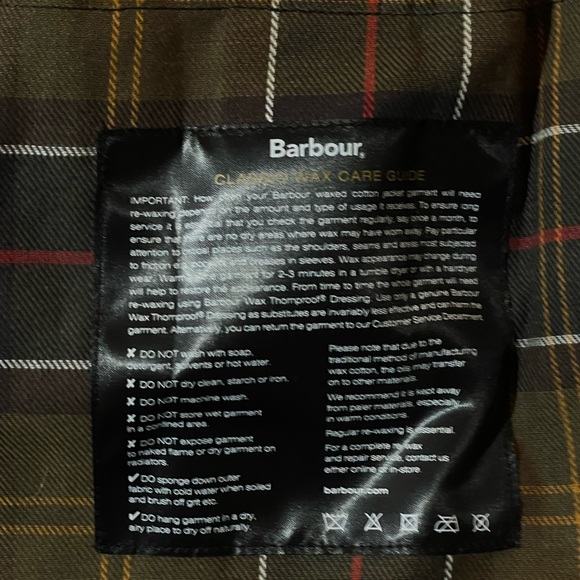 Barbour®
CLASSIC WAX CARE GUIDE
IMPORTANT: How often your Barbour waxed cotton jacket garment will need
re-waxing depends on the amount and type of usage it receives. To ensure long
service it is essential that you check the garment regularly, say once a month, to
ensure that there are no dry areas where wax may have worn away. Pay particular
attention to critical places such as the shoulders, seams and areas most subjected
to friction and creases in sleeves. Wax appearance may change during
wear. Warming the garment for 2-3 minutes in a tumble dryer or with a hairdryer
will help to restore the appearance. From time to time the whole garment will need
re-waxing using Barbour Wax Thornproof® Dressing. Use only a genuine Barbour
Wax Thornproof® Dressing as substitutes are invariably less effective and can harm the
garment. Alternatively, you can return the garment to our Customer Service Department.
✘ DO NOT wash with soap,
detergent, solvents or hot water.
✘ DO NOT dry clean, starch or iron.
✘ DO NOT machine wash.
✘ DO NOT store wet garment
in a confined area.
✘ DO NOT expose garment
to naked flame or dry garment on
radiators.
✔ DO sponge down outer
fabric with cold water when soiled
and brush off grit etc.
✔ DO hang garment in a dry,
airy place to dry off naturally.
Please note that due to the
traditional method of manufacturing
wax cotton, the oils may transfer
on to other materials.
We recommend it is kept away
from paler materials, especially
in warm conditions.
Regular re-waxing is essential.
For a complete re-wax
and repair service, contact us
either online or in-store.
barbour.com